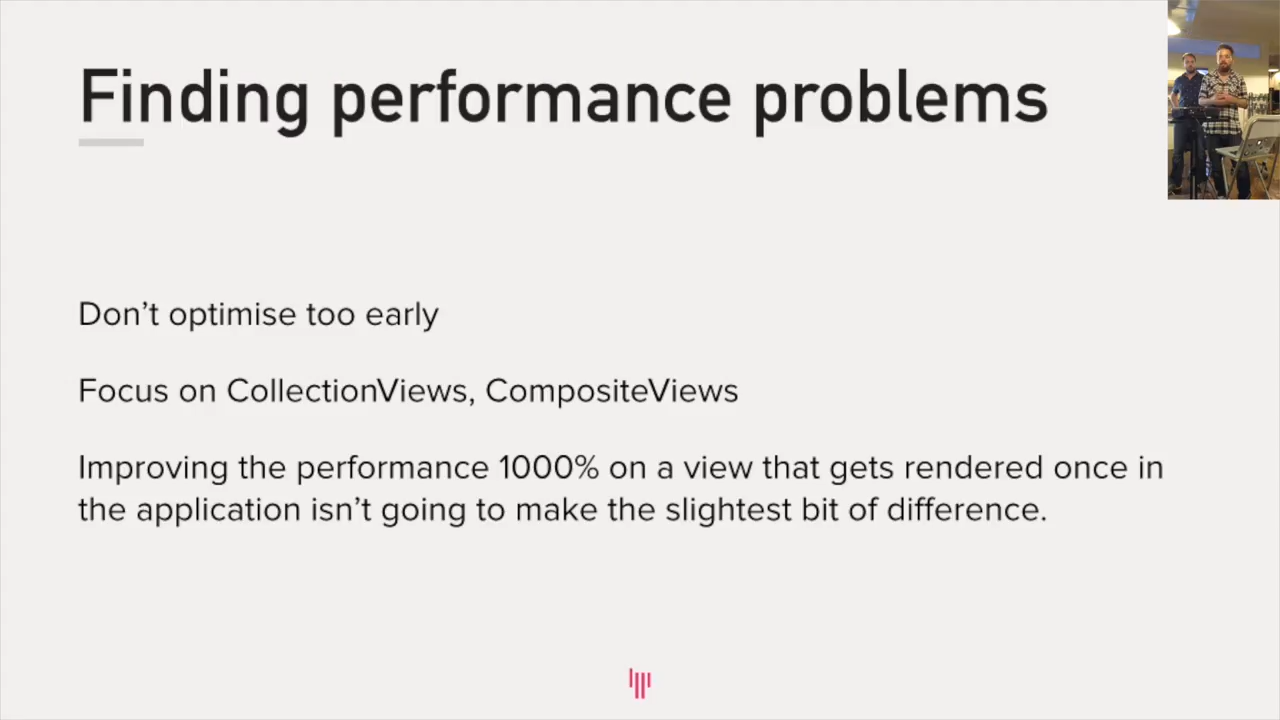 Finding performance problems
Don’t optimise too early
Focus on CollectionViews, CompositeViews
Improving the performance 1000% on a view that gets rendered once in
the application isn’t going to make the slightest bit of difference.